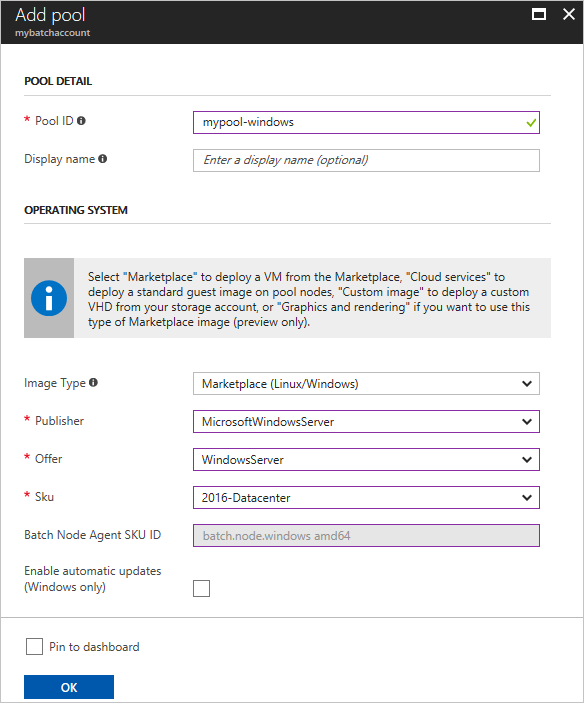 Add pool
mybatchaccount
POOL DETAIL
* Pool ID
mypool-windows
Display name
Enter a display name (optional)
OPERATING SYSTEM
Select "Marketplace" to deploy a VM from the Marketplace, "Cloud services" to
deploy a standard guest image on pool nodes, "Custom image" to deploy a custom
VHD from your storage account, or "Graphics and rendering" if you want to use this
type of Marketplace image (preview only).
Image Type
Marketplace (Linux/Windows)
* Publisher
MicrosoftWindowsServer
* Offer
WindowsServer
* Sku
2016-Datacenter
Batch Node Agent SKU ID
batch.node.windows amd64
Enable automatic updates
(Windows only)
Pin to dashboard
OK